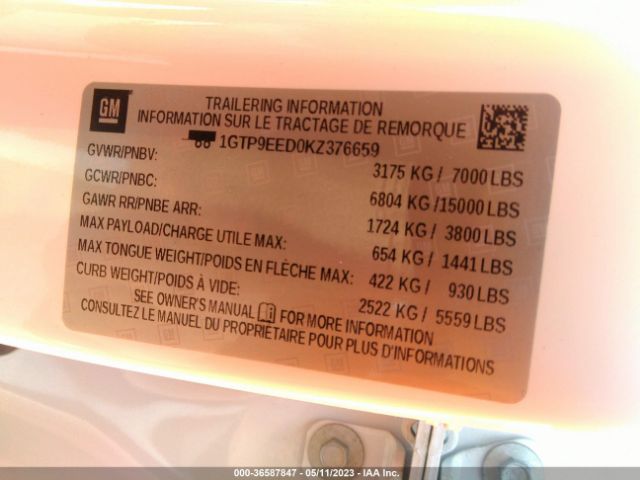 GM
TRAILERING INFORMATION
INFORMATION SUR LE TRACTAGE DE REMORQUE
1GTP9EED0KZ376659
GVWR/PNBV: 3175 KG / 7000 LBS
GCWR/PNBC: 6804 KG /15000 LBS
GAWR RR/PNBE ARR: 1724 KG / 3800 LBS
MAX PAYLOAD/CHARGE UTILE MAX: 654 KG / 1441 LBS
MAX TONGUE WEIGHT/POIDS EN FLÈCHE MAX: 422 KG / 930 LBS
CURB WEIGHT/POIDS À VIDE: 2522 KG / 5559 LBS
SEE OWNER'S MANUAL FOR MORE INFORMATION
CONSULTEZ LE MANUEL DU PROPRIÉTAIRE POUR PLUS D'INFORMATIONS
000-36587847 - 05/11/2023 - IAA Inc.